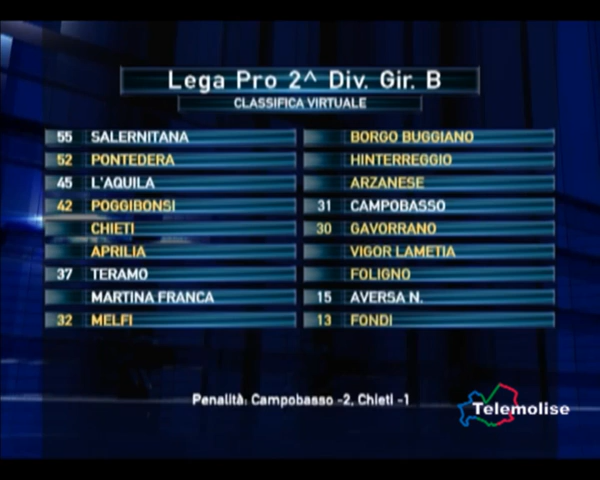 Lega Pro 2^ Div. Gir. B
CLASSIFICA VIRTUALE
55 SALERNITANA
52 PONTEDERA
45 L'AQUILA
42 POGGIBONSI
CHIETI
APRILIA
37 TERAMO
MARTINA FRANCA
32 MELFI
BORGO BUGGIANO
HINTERREGGIO
ARZANESE
31 CAMPOBASSO
30 GAVORRANO
VIGOR LAMETIA
FOLIGNO
15 AVERSA N.
13 FONDI
Penalità: Campobasso -2, Chieti -1
Telemolise